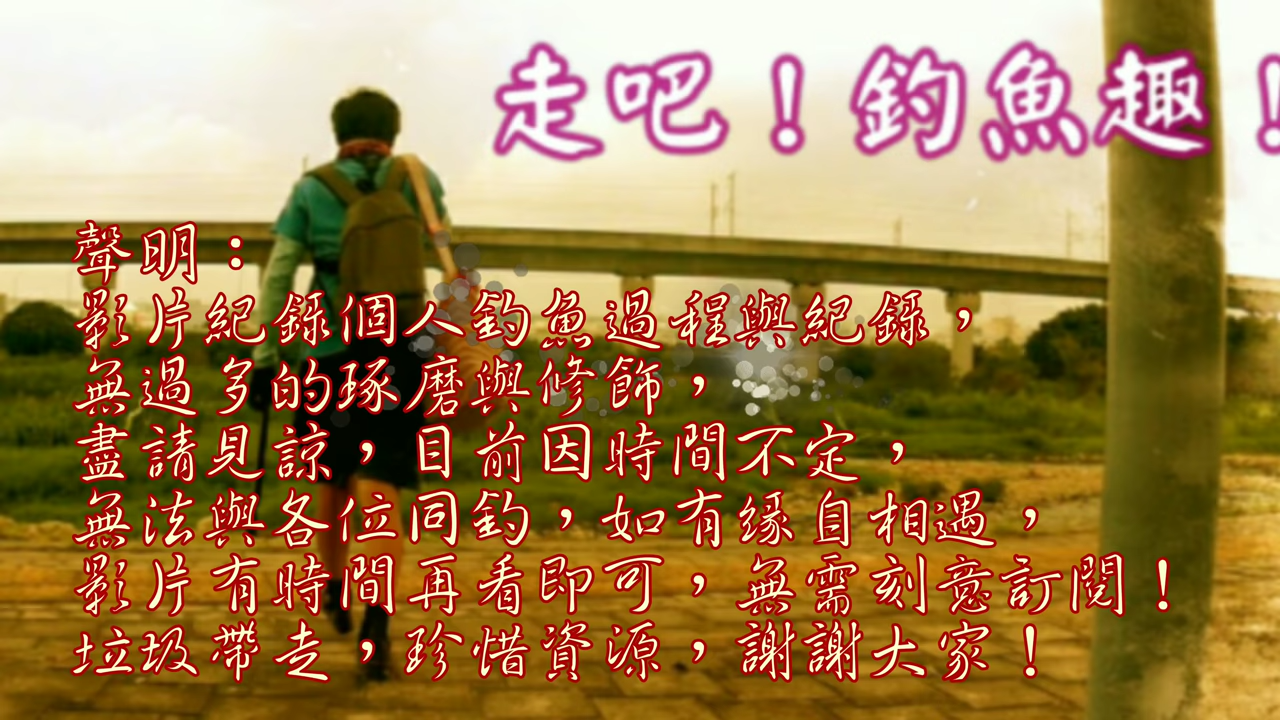 走吧！釣魚趣！
聲明：
影片紀錄個人釣魚過程與紀錄，
無過多的琢磨與修飾，
盡請見諒，目前因時間不定，
無法與各位同釣，如有緣自相遇，
影片有時間再看即可，無需刻意訂閱！
垃圾帶走，珍惜資源，謝謝大家！